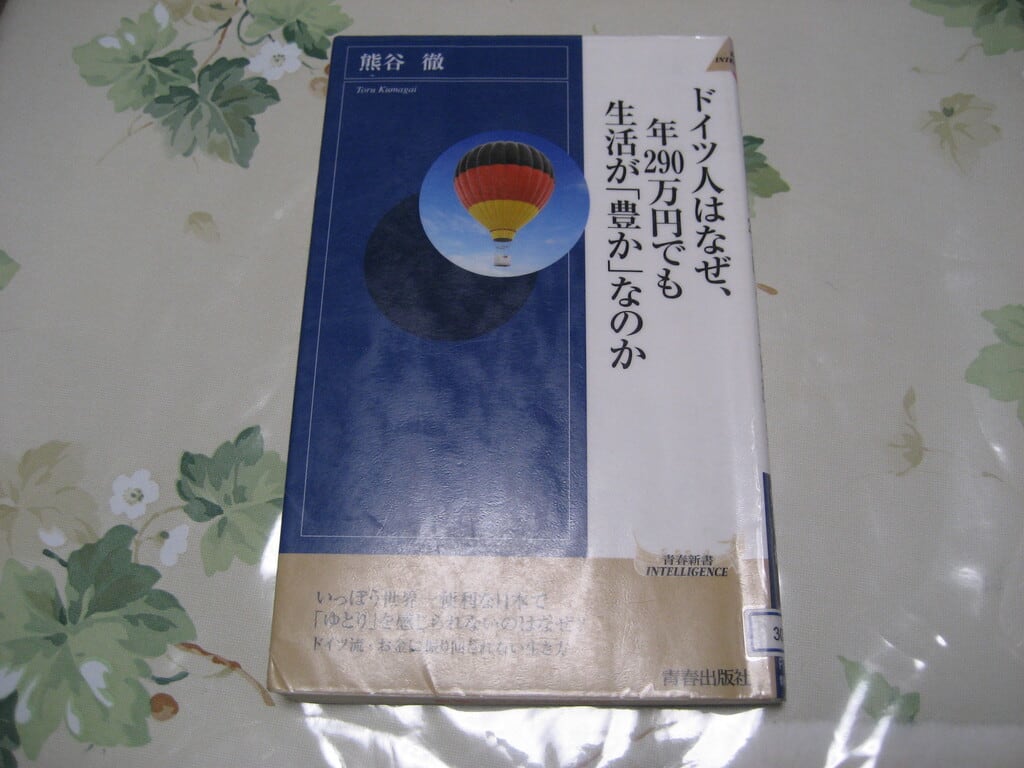 熊谷 徹
Toru Kumagai
ドイツ人はなぜ、
年290万円でも
生活が「豊か」なのか
青春新書
INTELLIGENCE
いっぽう世界一便利な日本で
「ゆとり」を感じられないのはなぜ?
ドイツ流・お金に振り回されない生き方
青春出版社